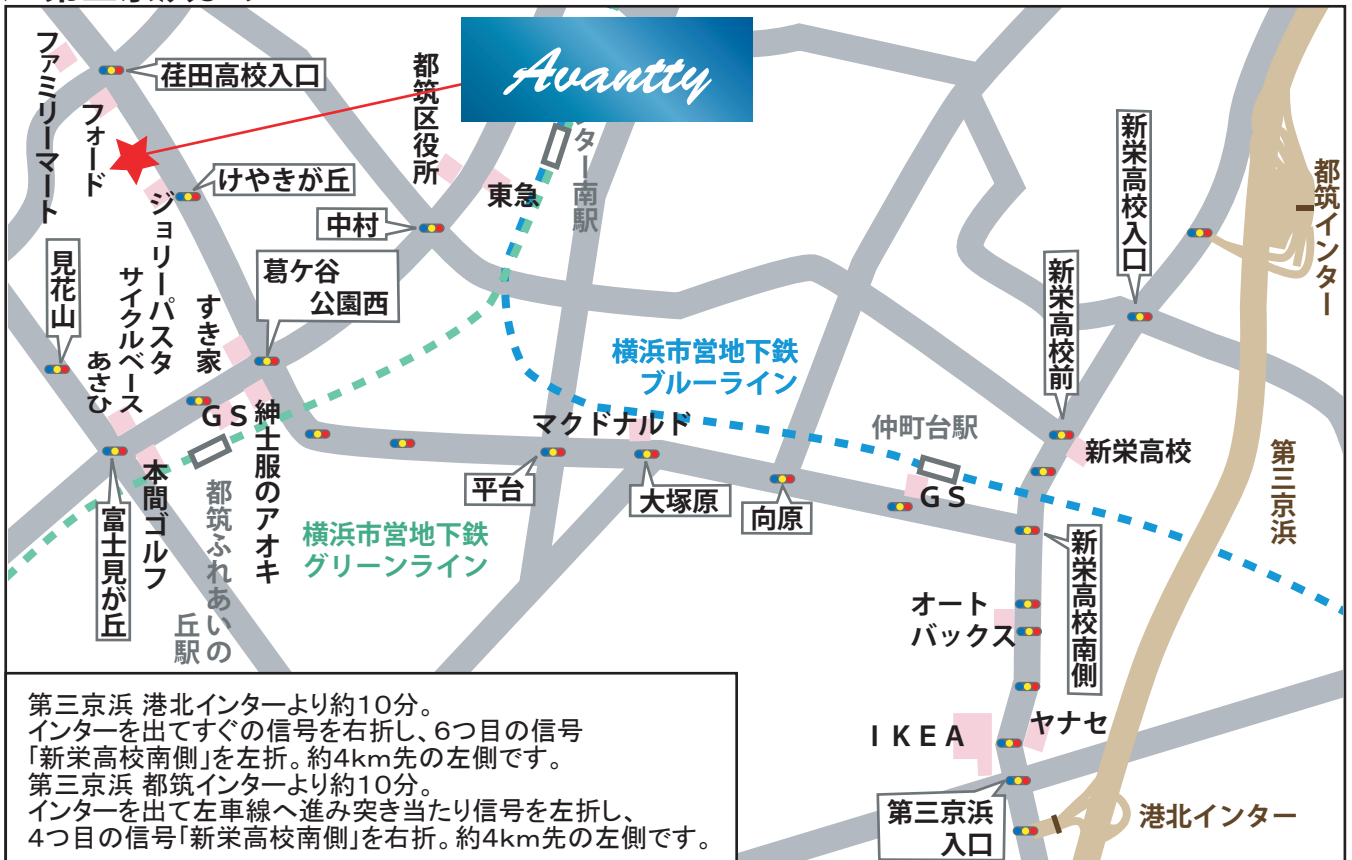 ファミリーマート
フォード
荏田高校入口
Avantty
都筑区役所
東急
ター南駅
けやきが丘
中村
ジョリーパスタ
葛ケ谷
公園西
見花山
サイクルベース
あさひ
すき家
GS
紳士服のアオキ
本間ゴルフ
富士見が丘
都筑ふれあいの
丘駅
横浜市営地下鉄
グリーンライン
横浜市営地下鉄
ブルーライン
マクドナルド
平台
大塚原
向原
仲町台駅
GS
新栄高校入口
都筑インター
新栄高校前
新栄高校
第三京浜
新栄高校南側
オート
バックス
IKEA
ヤナセ
第三京浜
入口
港北インター
第三京浜 港北インターより約10分。
インターを出てすぐの信号を右折し、6つ目の信号
「新栄高校南側」を左折。約4km先の左側です。
第三京浜 都筑インターより約10分。
インターを出て左車線へ進み突き当たり信号を左折し、
4つ目の信号「新栄高校南側」を右折。約4km先の左側です。